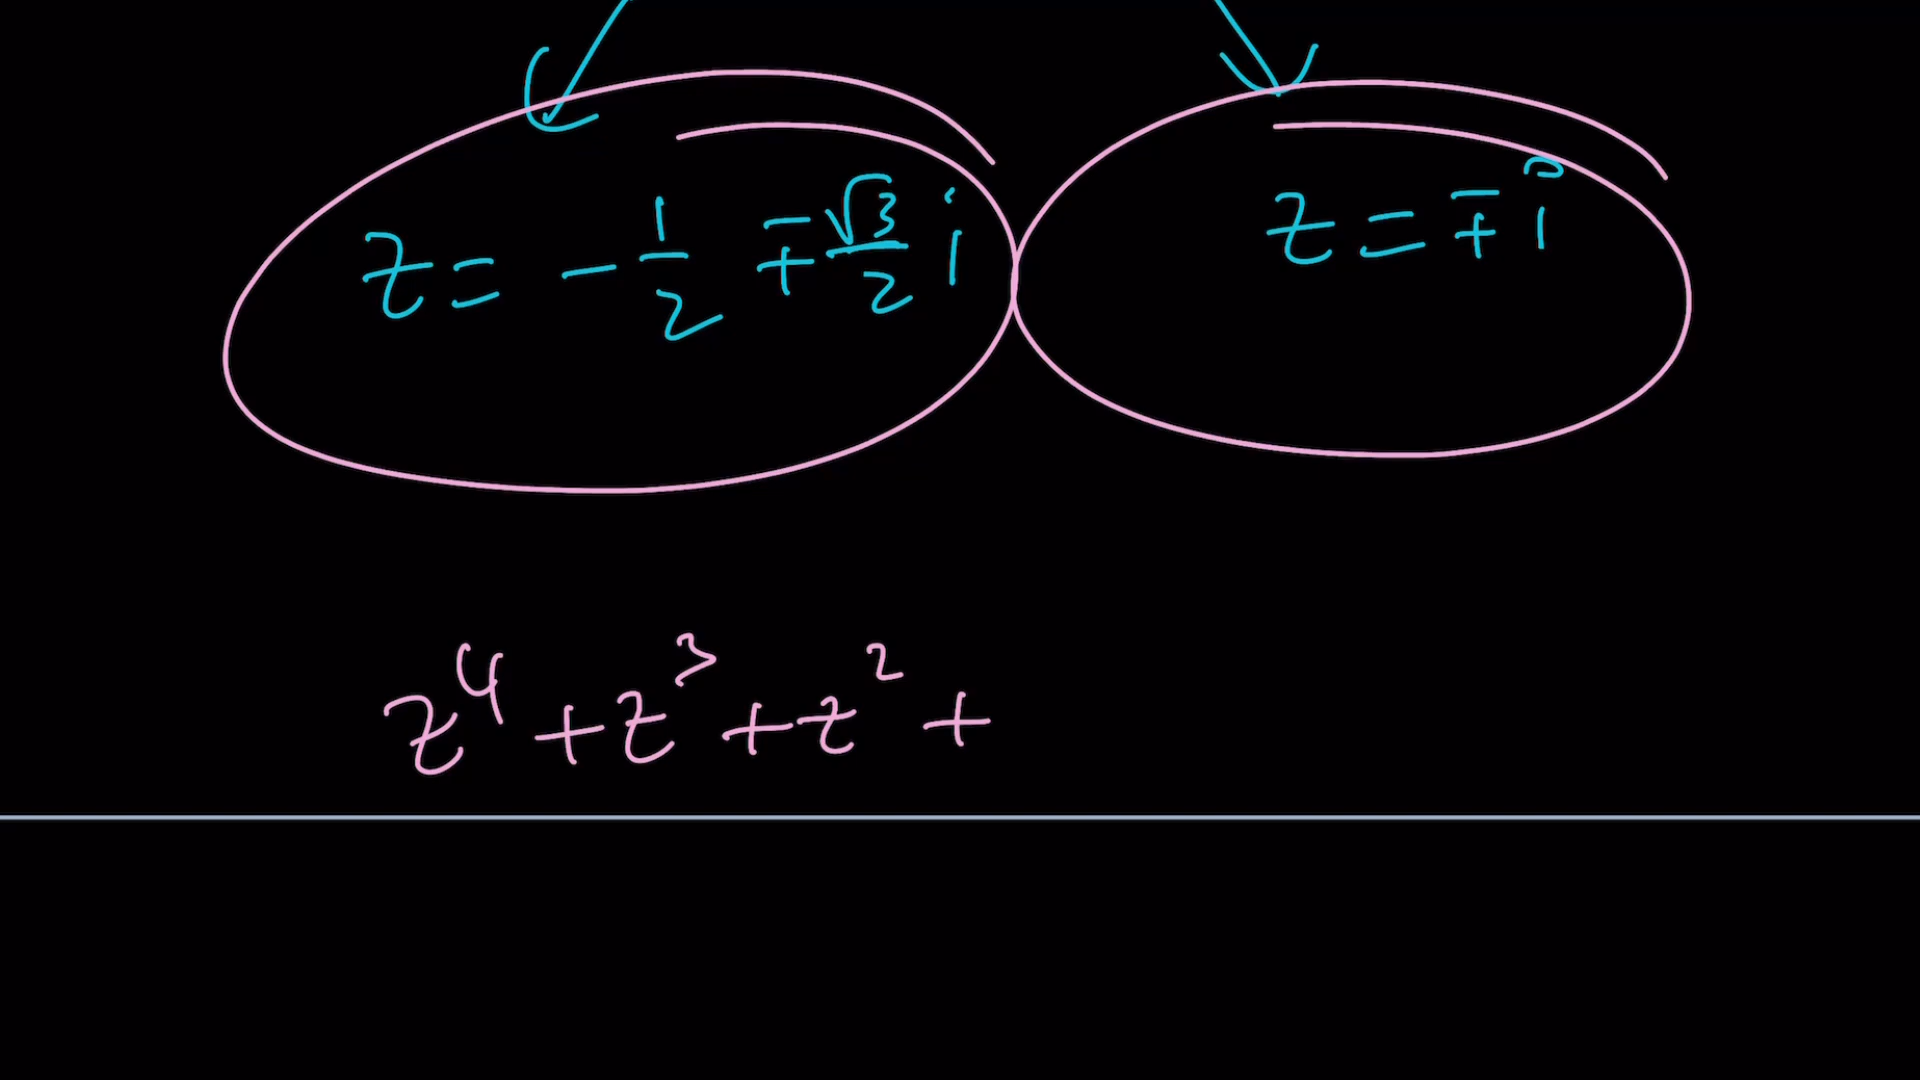 z = - 1/2 ∓ √3/2 i
z = ∓ i
z⁴ + z³ + z² +